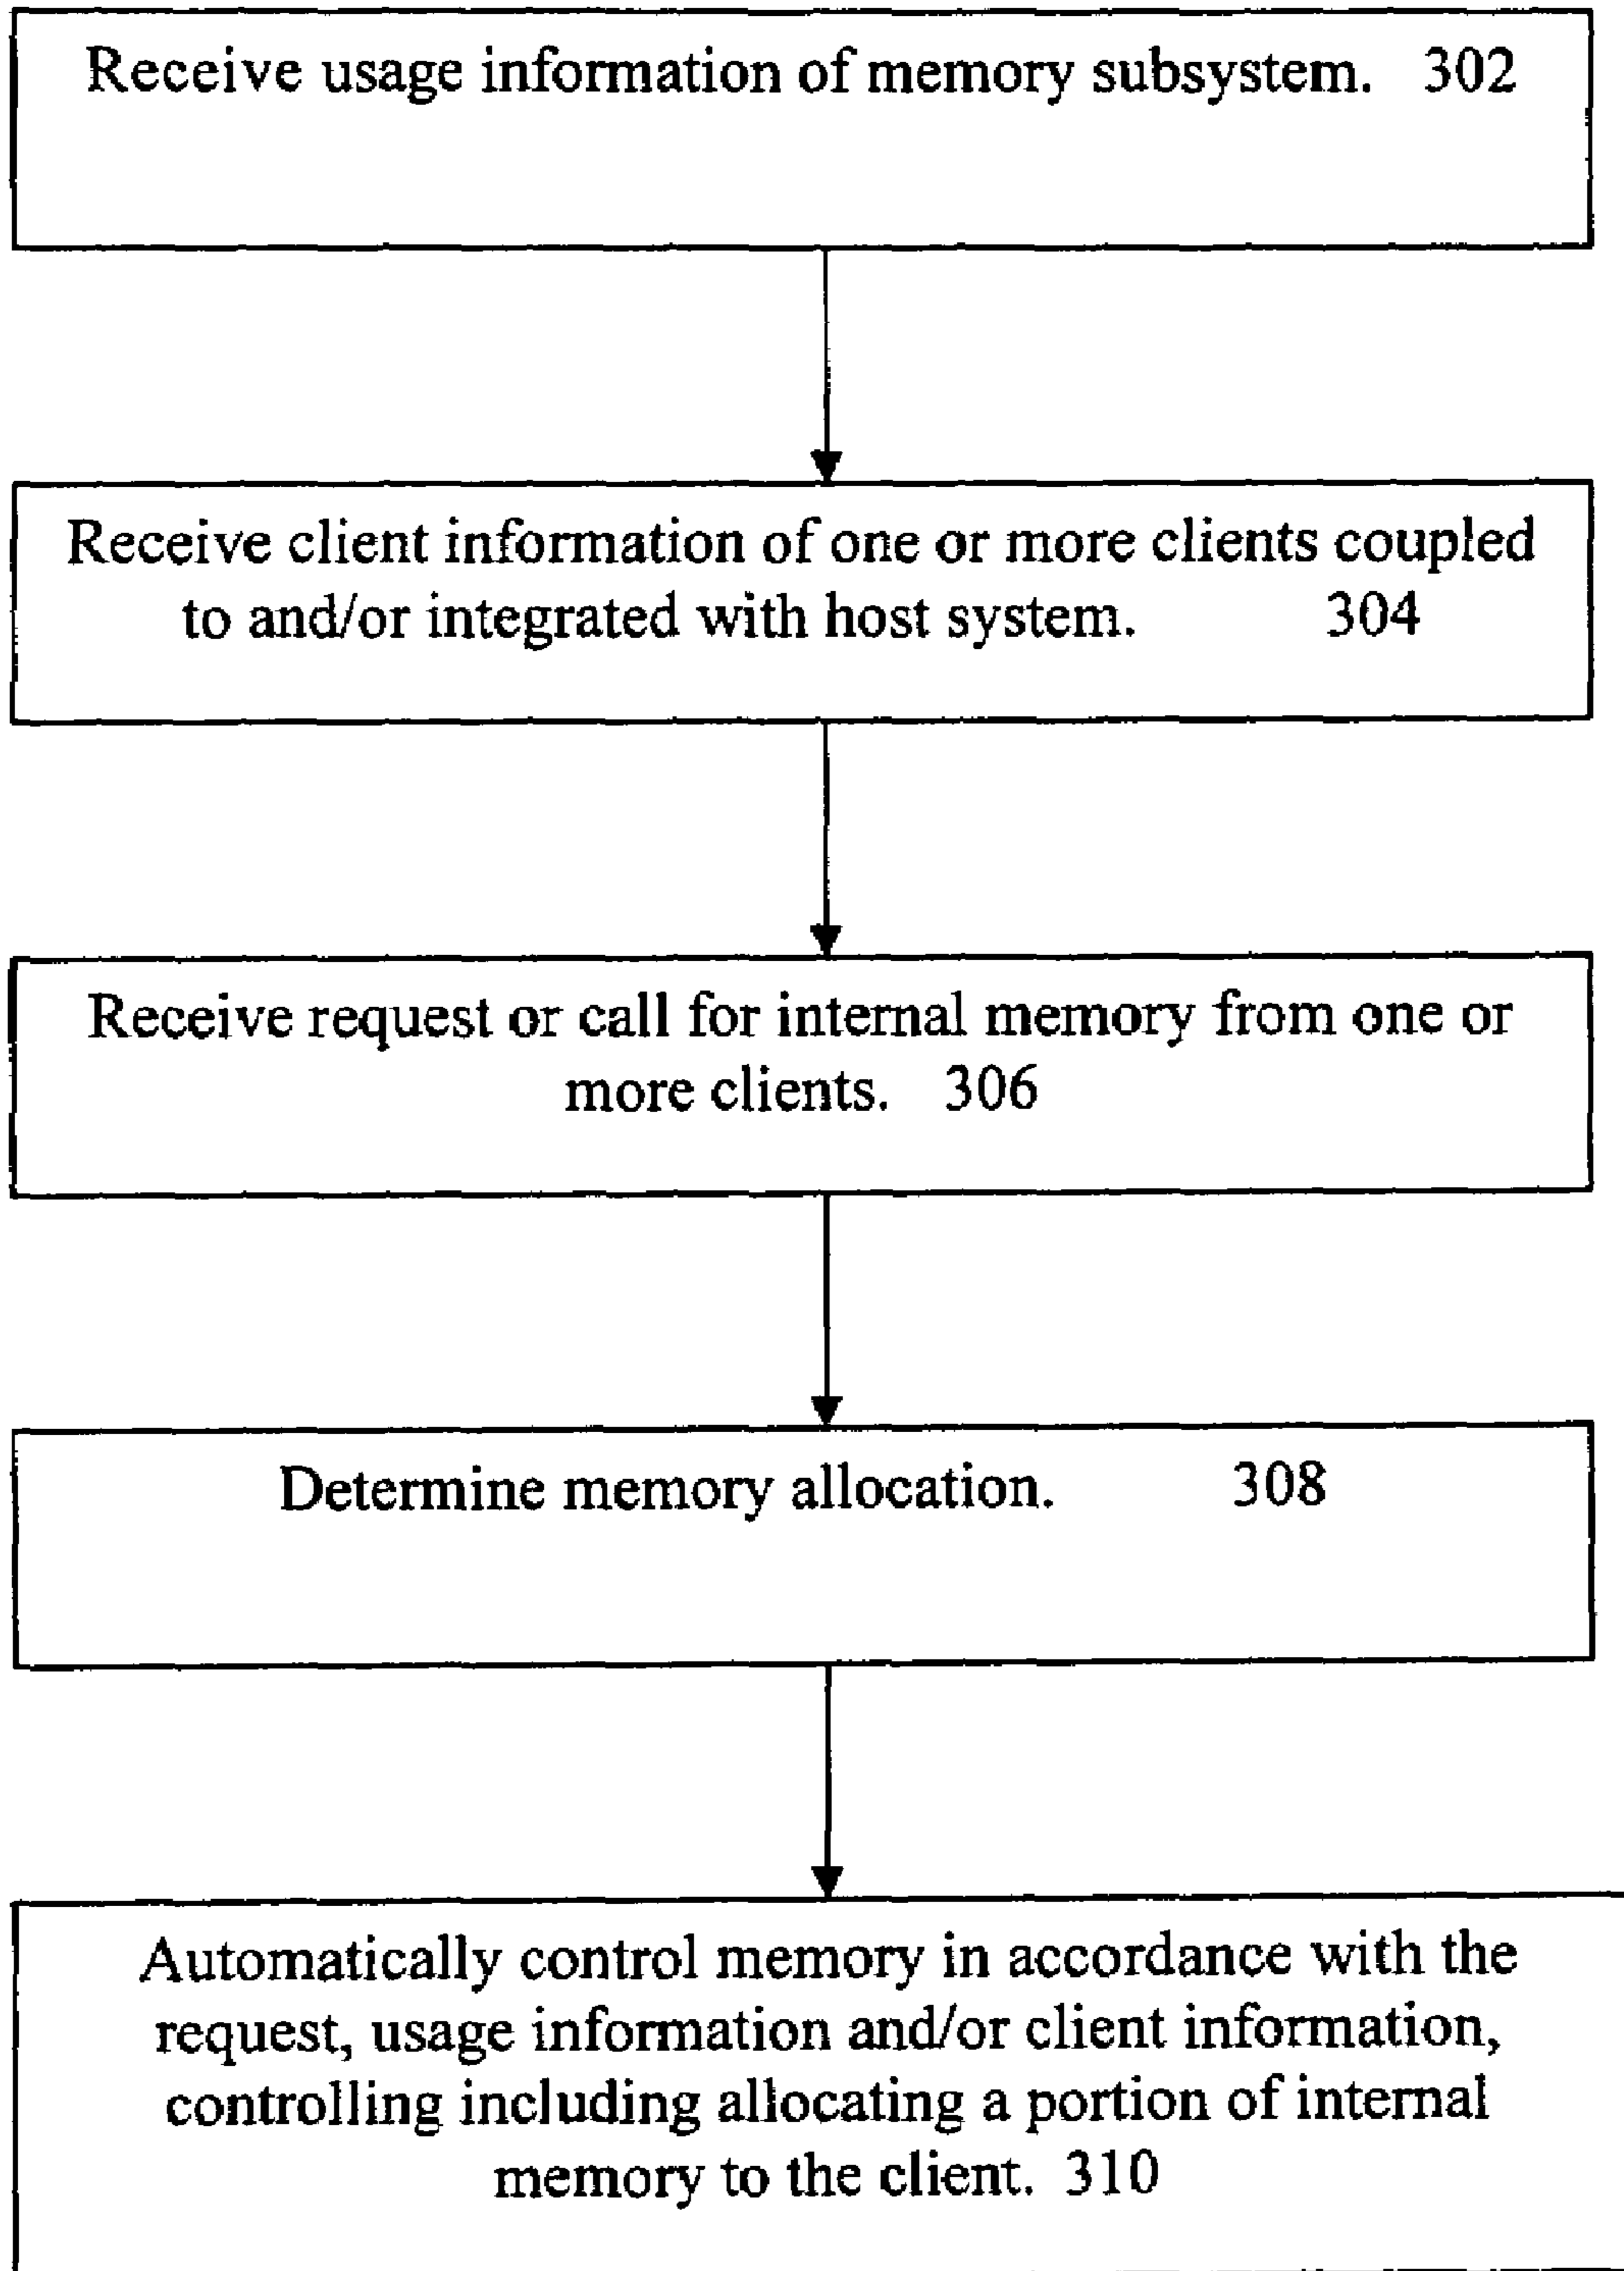 Receive usage information of memory subsystem. 302
Receive client information of one or more clients coupled
to and/or integrated with host system. 304
Receive request or call for internal memory from one or
more clients. 306
Determine memory allocation. 308
Automatically control memory in accordance with the
request, usage information and/or client information,
controlling including allocating a portion of internal
memory to the client. 310